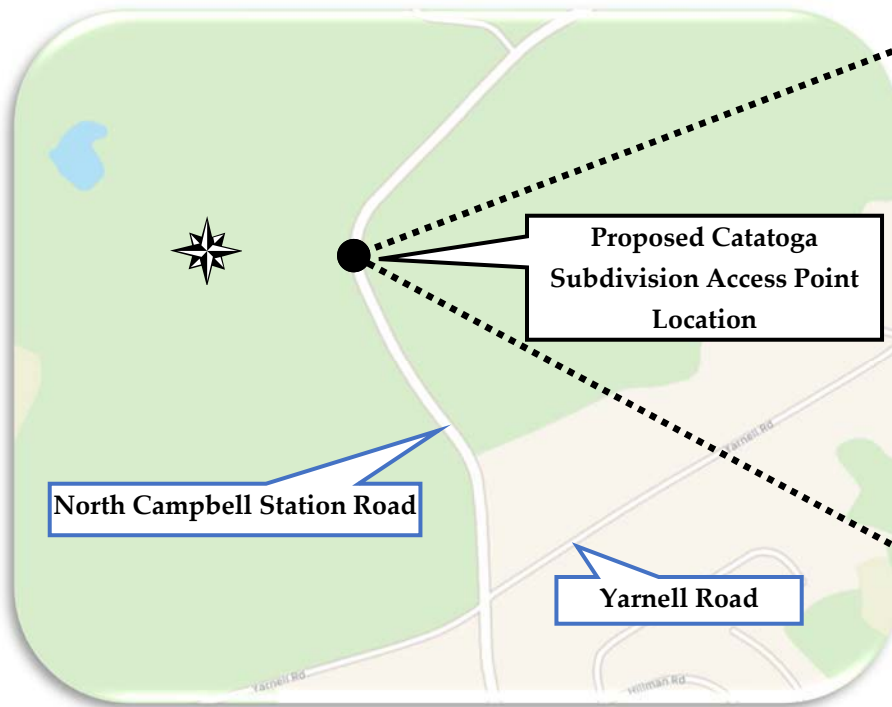 Proposed Catatoga
Subdivision Access Point
Location
Yarnell Rd
North Campbell Station Road
Yarnell Road
Yarnell Rd
Hillman Rd